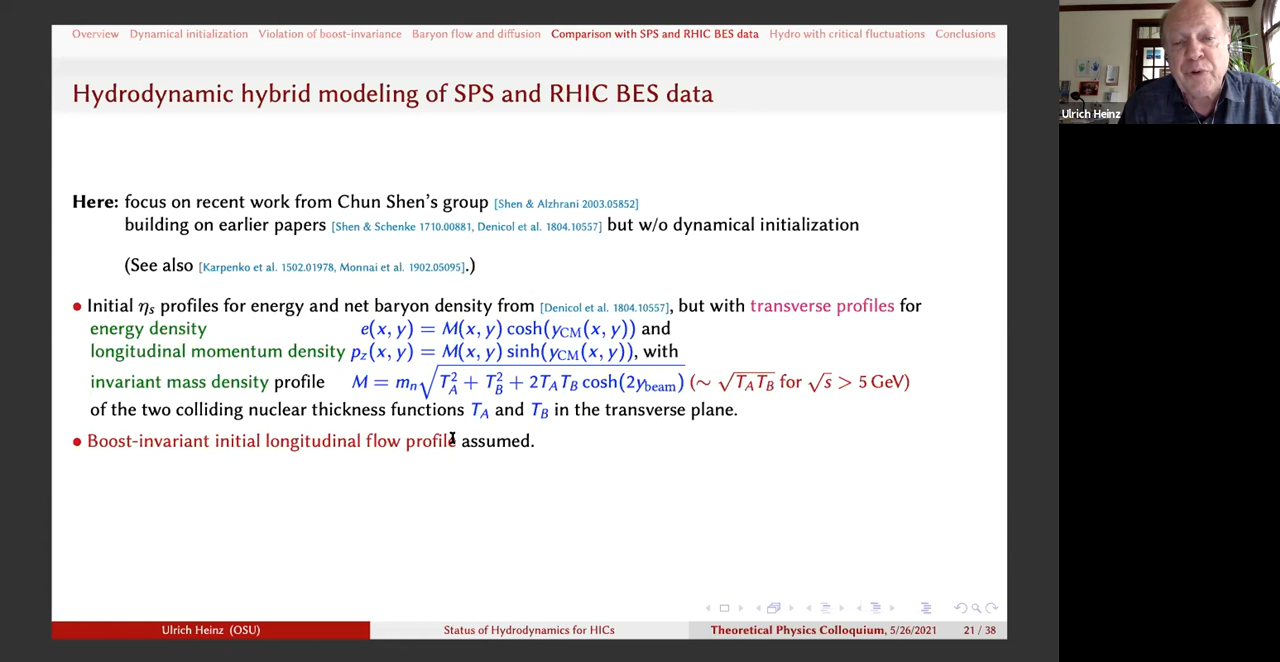 Overview Dynamical initialization Violation of boost-invariance Baryon flow and diffusion Comparison with SPS and RHIC BES data Hydro with critical fluctuations Conclusions
Hydrodynamic hybrid modeling of SPS and RHIC BES data
Ulrich Heinz
Here: focus on recent work from Chun Shen's group [Shen & Alzhrani 2003.05852]
building on earlier papers [Shen & Schenke 1710.00881, Denicol et al. 1804.10557] but w/o dynamical initialization
(See also [Karpenko et al. 1502.01978, Monnai et al. 1902.05095].)
• Initial ηs profiles for energy and net baryon density from [Denicol et al. 1804.10557], but with transverse profiles for
energy density e(x, y) = M(x, y) cosh(yCM(x, y)) and
longitudinal momentum density pz(x, y) = M(x, y) sinh(yCM(x, y)), with
invariant mass density profile M = mn√(T_A^2 + T_B^2 + 2TATB cosh(2ybeam)) (∼ √TATB for √s > 5 GeV)
of the two colliding nuclear thickness functions TA and TB in the transverse plane.
• Boost-invariant initial longitudinal flow profile assumed.
Ulrich Heinz (OSU) Status of Hydrodynamics for HICs Theoretical Physics Colloquium, 5/26/2021 21 / 38